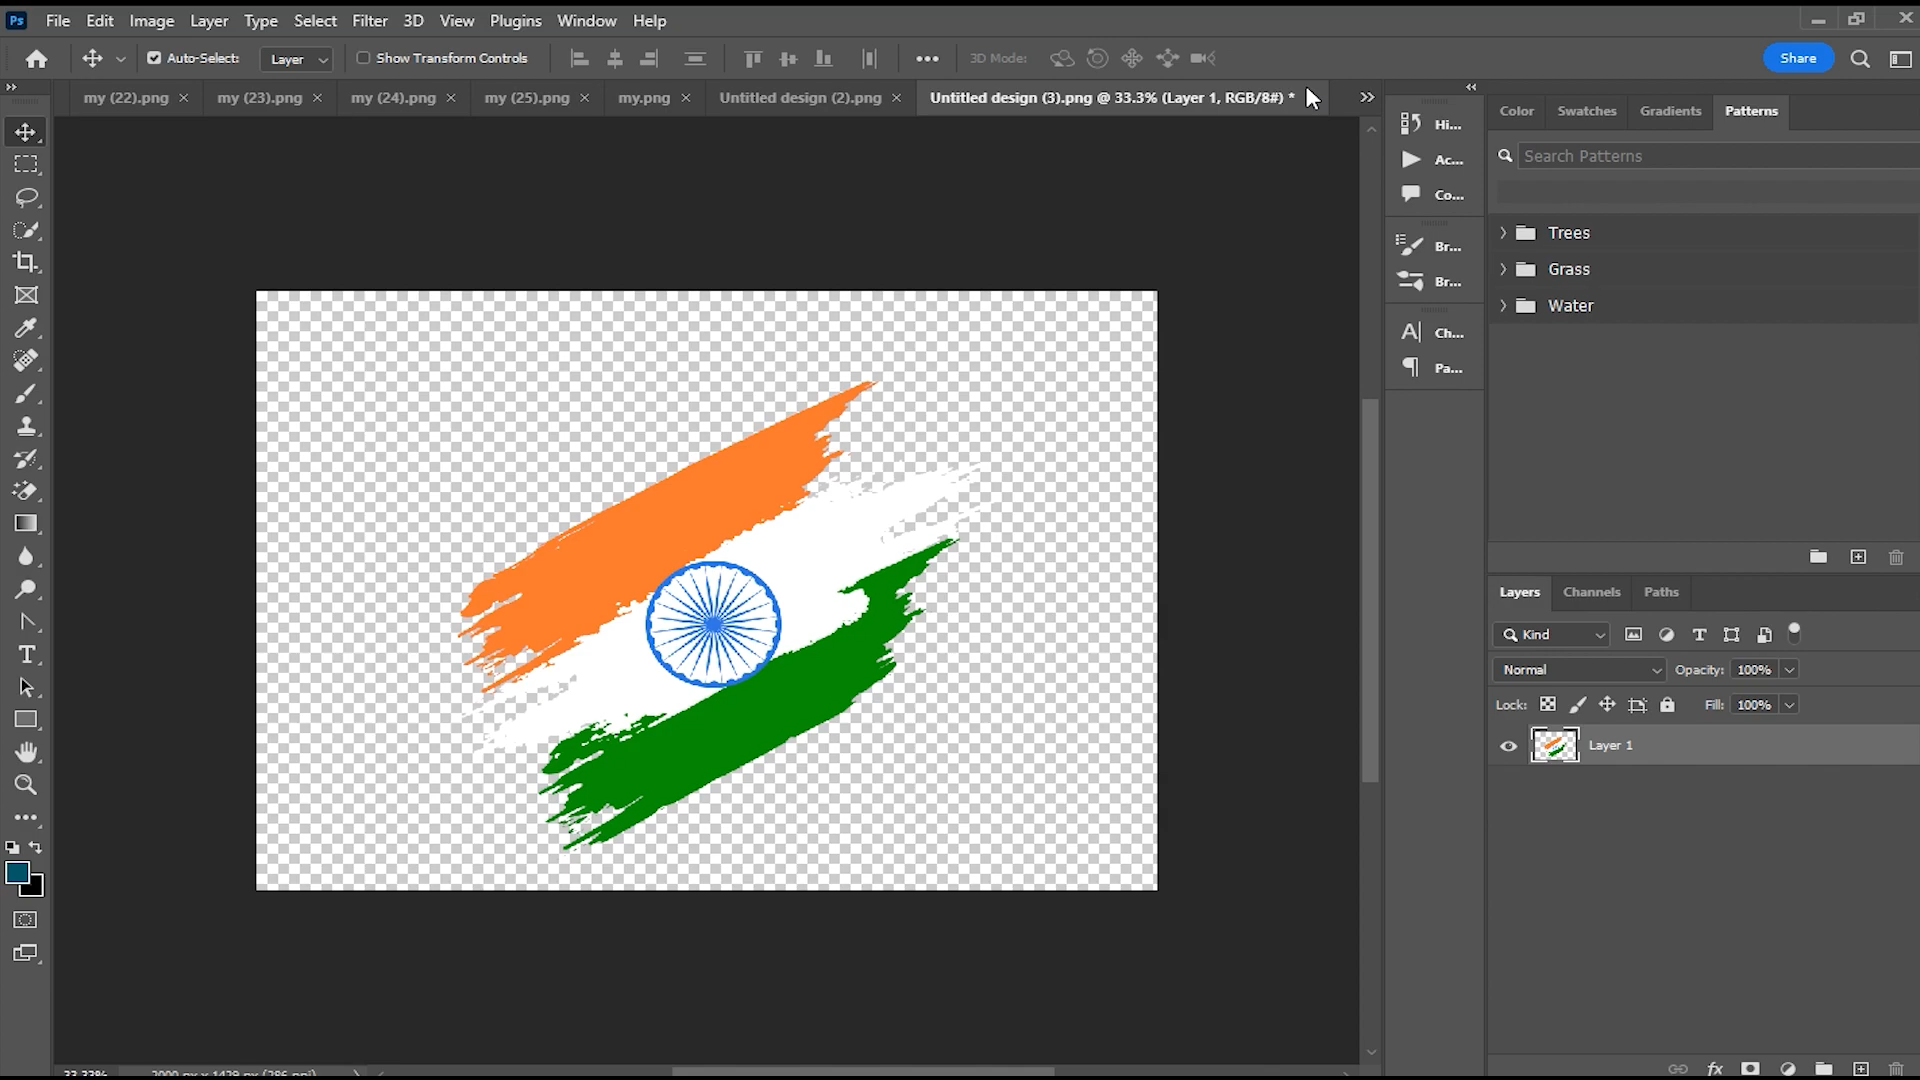 Ps File Edit Image Layer Type Select Filter 3D View Plugins Window Help
Auto-Select: Layer Show Transform Controls 3D Mode: Share
my (22).png my (23).png my (24).png my (25).png my.png Untitled design (2).png Untitled design (3).png @ 33.3% (Layer 1, RGB/8#) *
Hi...
Ac...
Co...
Br...
Br...
Ch...
Pa...
Color Swatches Gradients Patterns
Search Patterns
Trees
Grass
Water
Layers Channels Paths
Kind
Normal Opacity: 100%
Lock: Fill: 100%
Layer 1
fx
33.33% 2000 px x 1429 px (286 ppi)